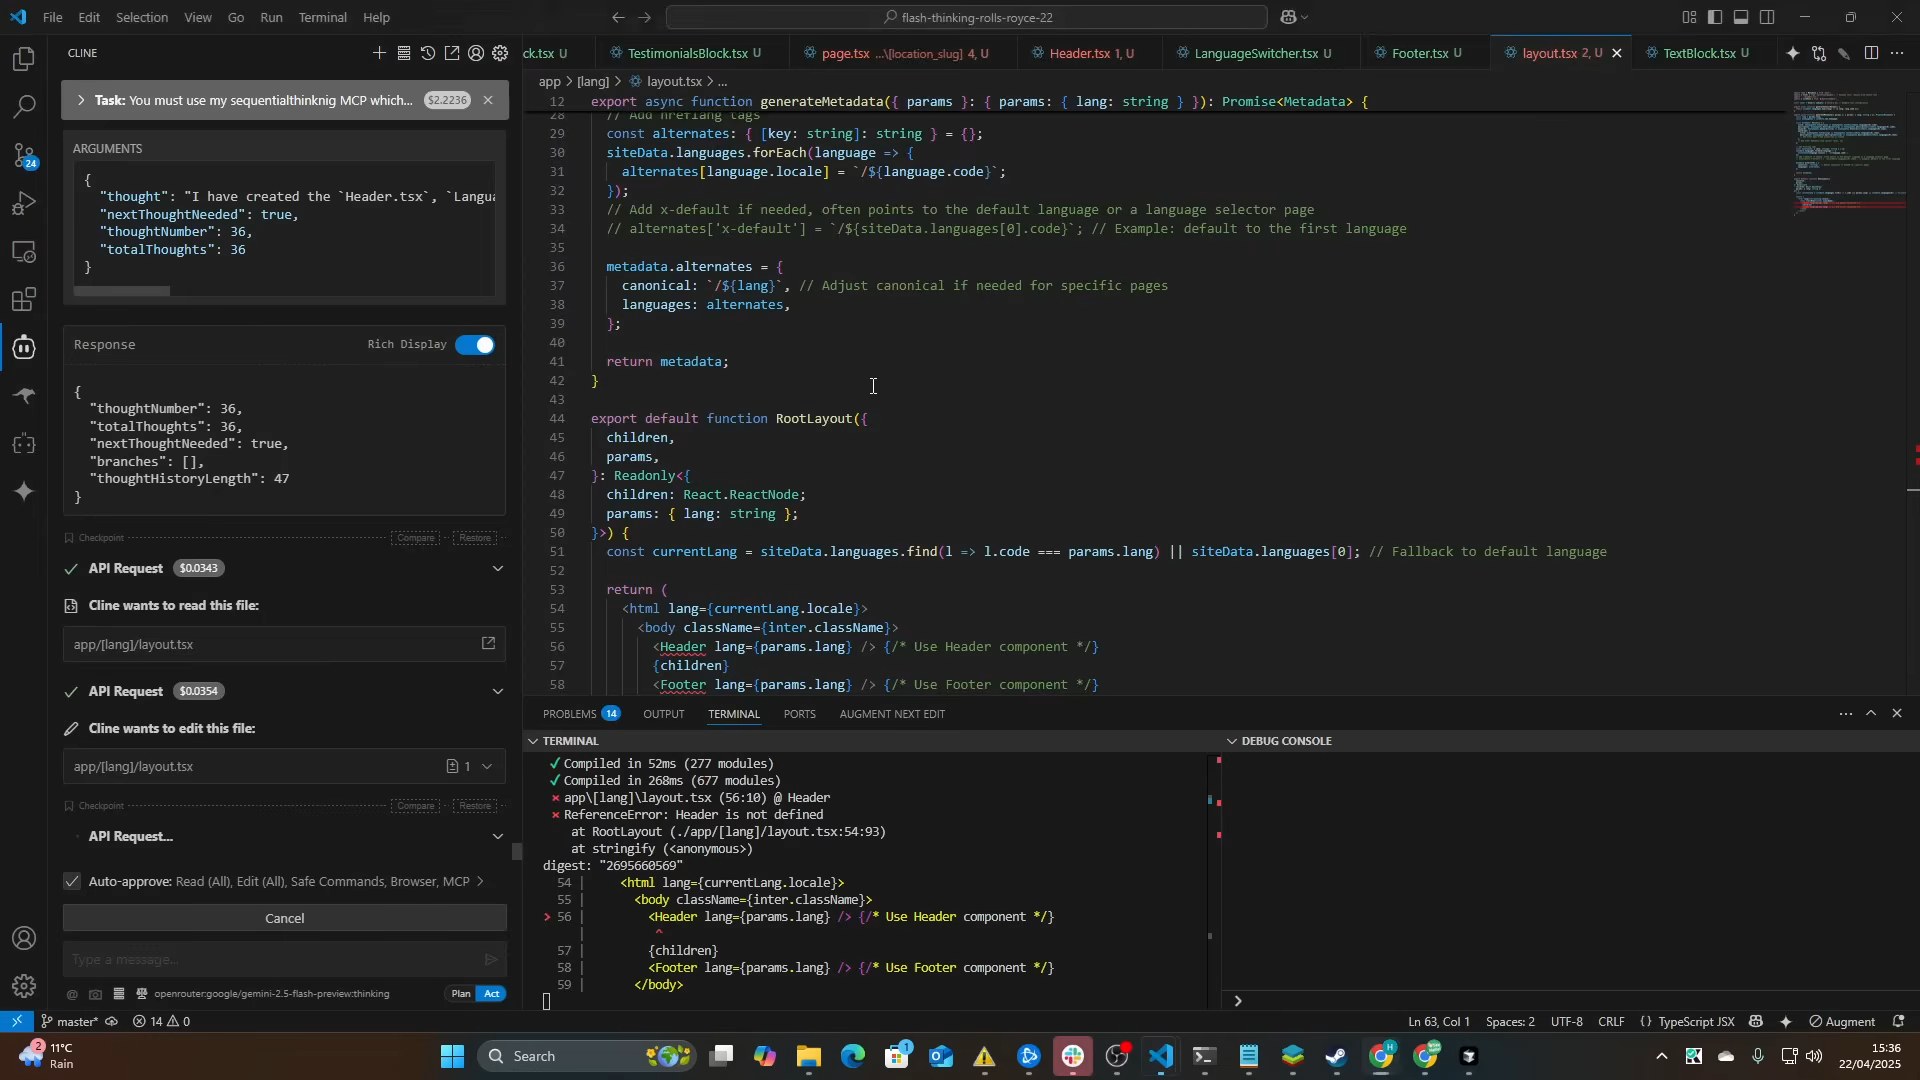 File Edit Selection View Go Run Terminal Help
flash-thinking-rolls-royce-22
CLINE
ck.tsx U
TestimonialsBlock.tsx U
page.tsx ...\[location_slug] 4, U
Header.tsx 1, U
LanguageSwitcher.tsx U
Footer.tsx U
layout.tsx 2, U
TextBlock.tsx U
app > [lang] > layout.tsx > ...
Task: You must use my sequentialthinknig MCP which... $2.2236
ARGUMENTS
{
"thought": "I have created the `Header.tsx`, `Langua
"nextThoughtNeeded": true,
"thoughtNumber": 36,
"totalThoughts": 36
}
Response
Rich Display
{
"thoughtNumber": 36,
"totalThoughts": 36,
"nextThoughtNeeded": true,
"branches": [],
"thoughtHistoryLength": 47
}
Checkpoint Compare Restore
API Request $0.0343
Cline wants to read this file:
app/[lang]/layout.tsx
API Request $0.0354
Cline wants to edit this file:
app/[lang]/layout.tsx 1
Checkpoint Compare Restore
API Request...
Auto-approve: Read (All), Edit (All), Safe Commands, Browser, MCP
Cancel
Type a message...
openrouter:google/gemini-2.5-flash-preview:thinking
Plan Act
24
12 export async function generateMetadata({ params }: { params: { lang: string } }): Promise<Metadata> {
28 // Add hreflang tags
29 const alternates: { [key: string]: string } = {};
30 siteData.languages.forEach(language => {
31 alternates[language.locale] = `/${language.code}`;
32 });
33 // Add x-default if needed, often points to the default language or a language selector page
34 // alternates['x-default'] = `/${siteData.languages[0].code}`; // Example: default to the first language
35
36 metadata.alternates = {
37 canonical: `/${lang}`, // Adjust canonical if needed for specific pages
38 languages: alternates,
39 };
40
41 return metadata;
42 }
43
44 export default function RootLayout({
45 children,
46 params,
47 }: Readonly<{
48 children: React.ReactNode;
49 params: { lang: string };
50 }>) {
51 const currentLang = siteData.languages.find(l => l.code === params.lang) || siteData.languages[0]; // Fallback to default language
52
53 return (
54 <html lang={currentLang.locale}>
55 <body className={inter.className}>
56 <Header lang={params.lang} /> {/* Use Header component */}
57 {children}
58 <Footer lang={params.lang} /> {/* Use Footer component */}
PROBLEMS 14 OUTPUT TERMINAL PORTS AUGMENT NEXT EDIT
TERMINAL
✓ Compiled in 52ms (277 modules)
✓ Compiled in 268ms (677 modules)
× app\[lang]\layout.tsx (56:10) @ Header
× ReferenceError: Header is not defined
at RootLayout (./app/[lang]/layout.tsx:54:93)
at stringify (<anonymous>)
digest: "2695660569"
54 | <html lang={currentLang.locale}>
55 | <body className={inter.className}>
> 56 | <Header lang={params.lang} /> {/* Use Header component */}
| ^
57 | {children}
58 | <Footer lang={params.lang} /> {/* Use Footer component */}
59 | </body>
DEBUG CONSOLE
master* 14 0
Ln 63, Col 1 Spaces: 2 UTF-8 CRLF {} TypeScript JSX Augment
2
11°C
Rain
Search
1
15:36
22/04/2025